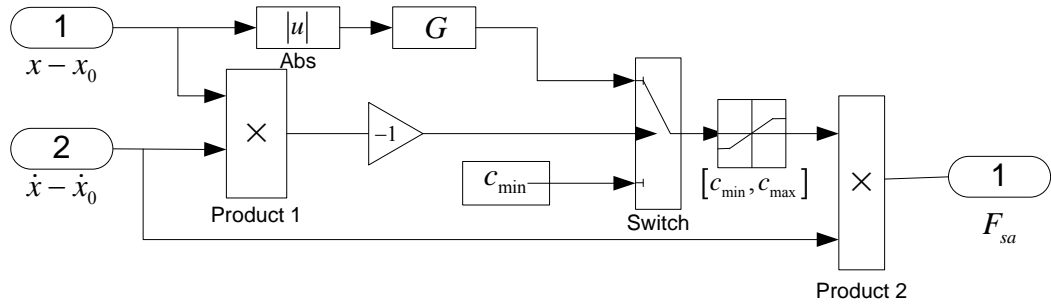 1
x − x₀
|u|
Abs
G
×
Product 1
2
ẋ − ẋ₀
−1
c_min
Switch
[c_min, c_max]
×
Product 2
1
F_sa